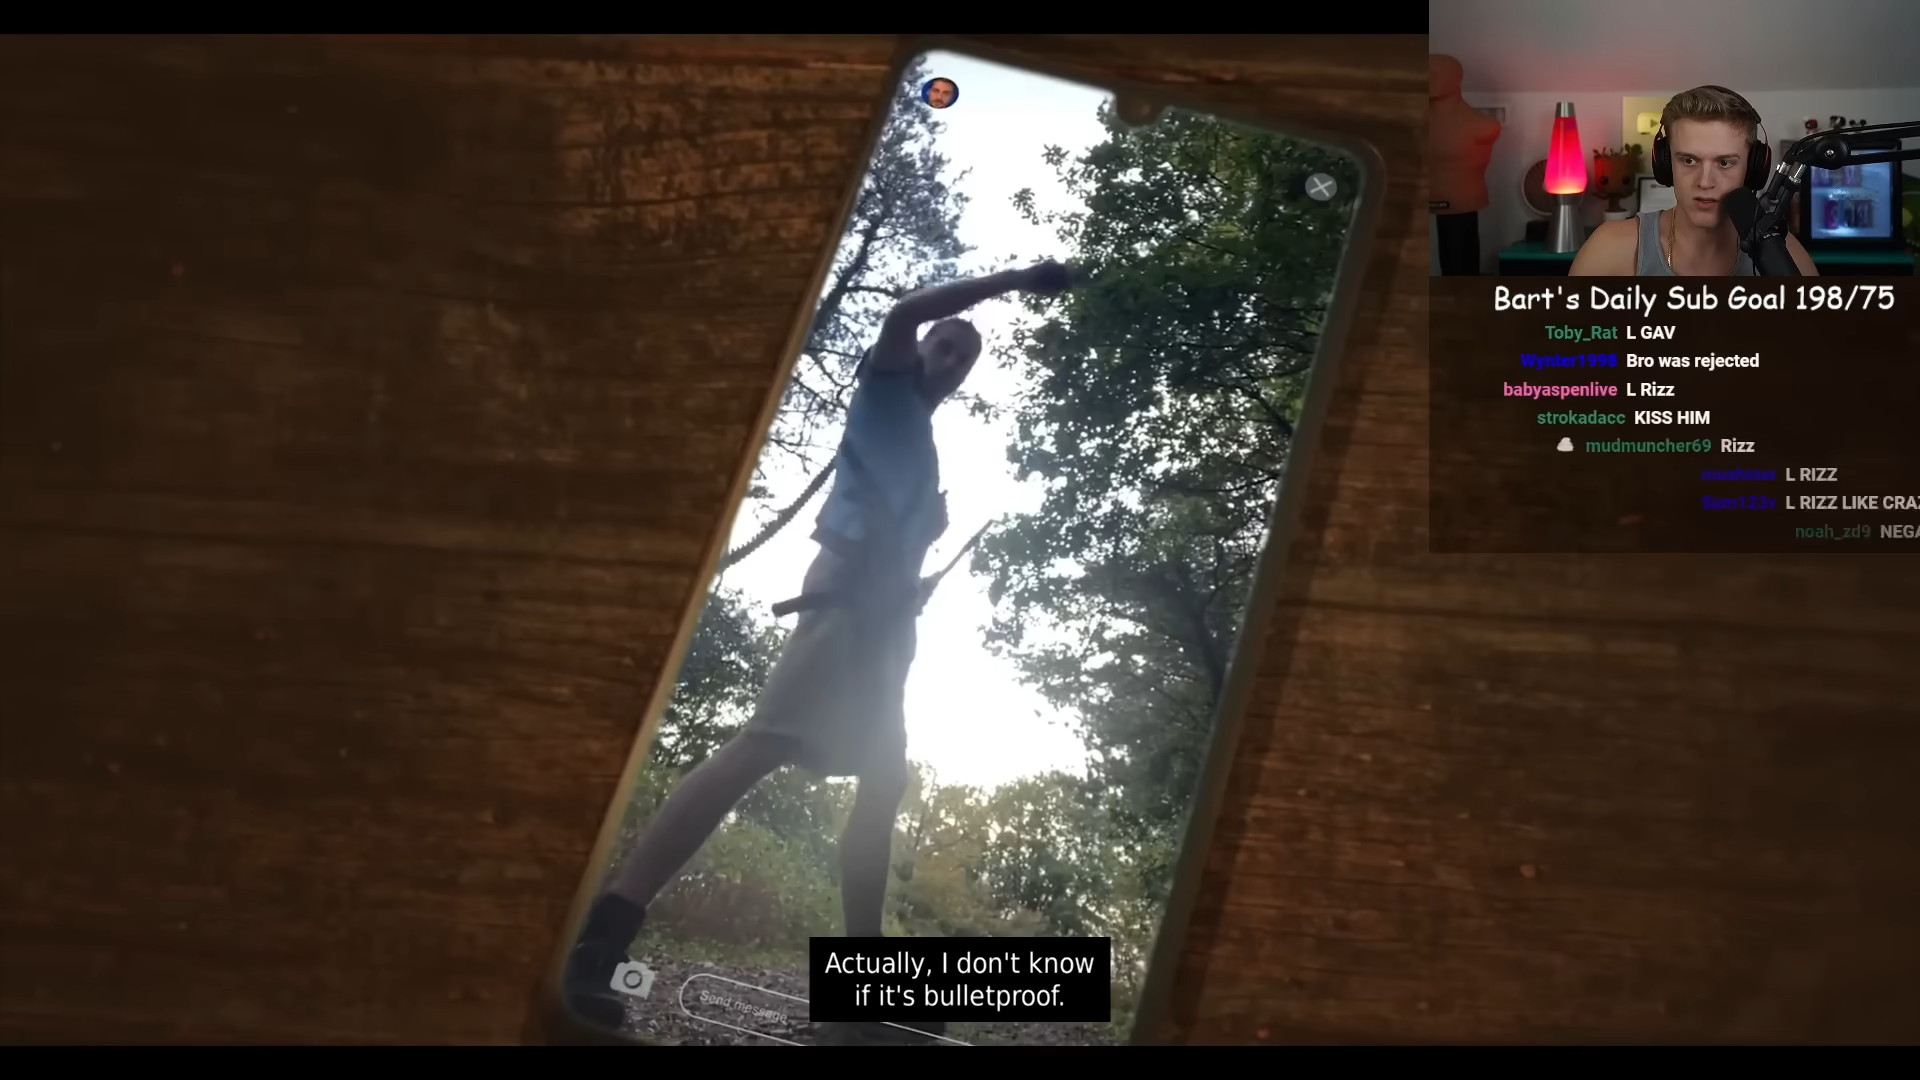 Bart's Daily Sub Goal 198/75
Toby_Rat L GAV
Wynter1998 Bro was rejected
babyaspenlive L Rizz
strokadacc KISS HIM
mudmuncher69 Rizz
L RIZZ
L RIZZ LIKE CRA
noah_zd9 NEGA
Actually, I don't know
if it's bulletproof.
Send message